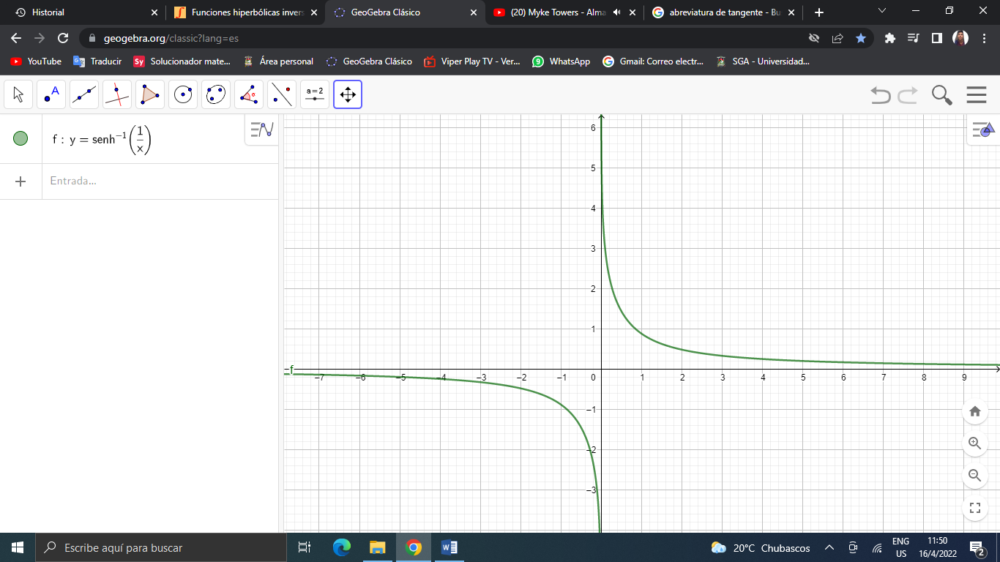 Historial
Funciones hiperbólicas invers
GeoGebra Clásico
(20) Myke Towers - Alma
abreviatura de tangente - Bu
geogebra.org/classic?lang=es
YouTube
Traducir
Sy Solucionador mate...
Área personal
GeoGebra Clásico
Viper Play TV - Ver...
9 WhatsApp
Gmail: Correo electr...
SGA - Universidad...
A
a=2
f : y = senh⁻¹(1/x)
Entrada...
6
5
4
3
2
1
f
−7 −6 −5 −4 −3 −2 −1 0 1 2 3 4 5 6 7 8 9
−1
−2
−3
Escribe aquí para buscar
20°C Chubascos
ENG
US
11:50
16/4/2022
2